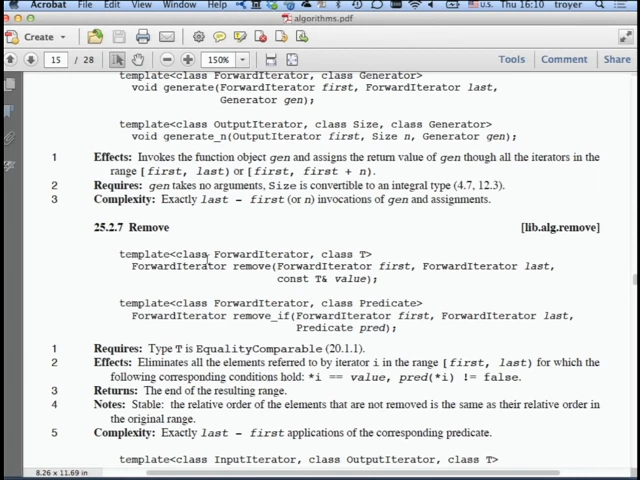 Acrobat File Edit View Window Help U.S. Thu 16:10 troyer
algorithms.pdf
Create
15 / 28 150% Tools Comment Share
template<class ForwardIterator, class Generator>
void generate(ForwardIterator first, ForwardIterator last,
Generator gen);
template<class OutputIterator, class Size, class Generator>
void generate_n(OutputIterator first, Size n, Generator gen);
1 Effects: Invokes the function object gen and assigns the return value of gen though all the iterators in the
range [first, last) or [first, first + n).
2 Requires: gen takes no arguments, Size is convertible to an integral type (4.7, 12.3).
3 Complexity: Exactly last - first (or n) invocations of gen and assignments.
25.2.7 Remove [lib.alg.remove]
template<class ForwardIterator, class T>
ForwardIterator remove(ForwardIterator first, ForwardIterator last,
const T& value);
template<class ForwardIterator, class Predicate>
ForwardIterator remove_if(ForwardIterator first, ForwardIterator last,
Predicate pred);
1 Requires: Type T is EqualityComparable (20.1.1).
2 Effects: Eliminates all the elements referred to by iterator i in the range [first, last) for which the
following corresponding conditions hold: *i == value, pred(*i) != false.
3 Returns: The end of the resulting range.
4 Notes: Stable: the relative order of the elements that are not removed is the same as their relative order in
the original range.
5 Complexity: Exactly last - first applications of the corresponding predicate.
template<class InputIterator, class OutputIterator, class T>
8.26 x 11.69 in